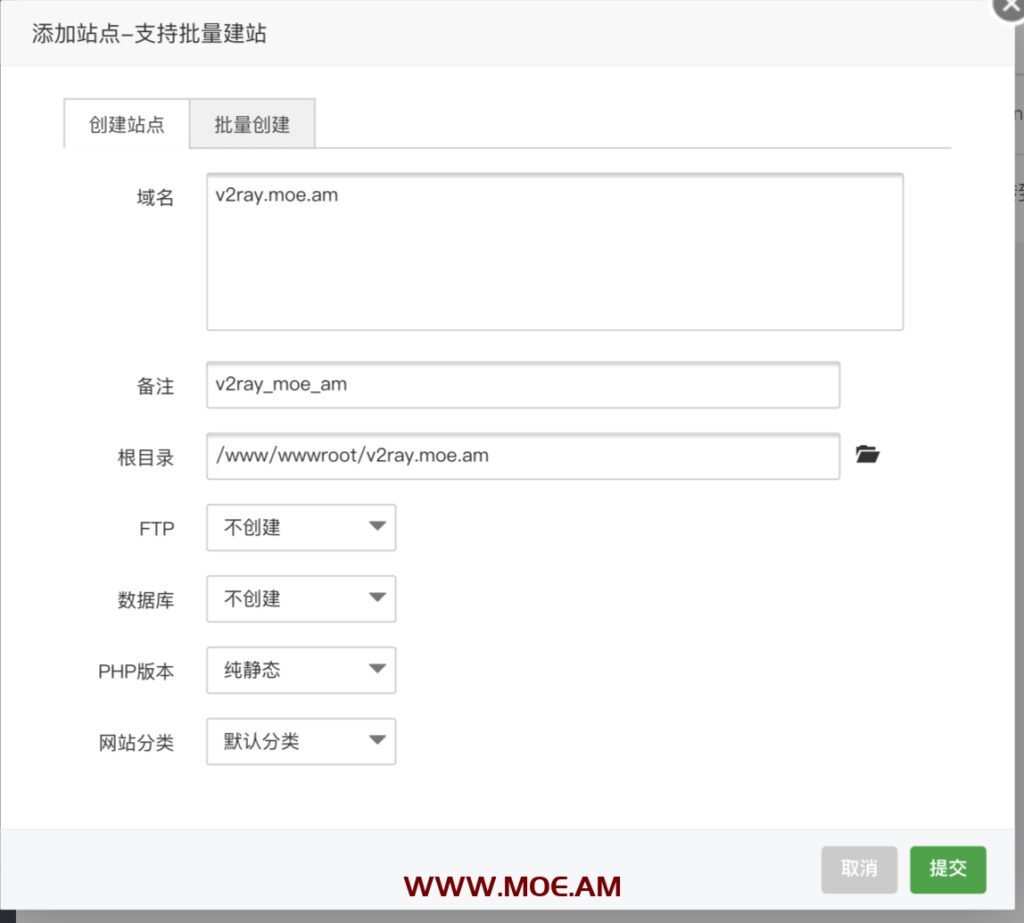 添加站点–支持批量建站
创建站点 批量创建
域名 v2ray.moe.am
备注 v2ray_moe_am
根目录 /www/wwwroot/v2ray.moe.am
FTP 不创建
数据库 不创建
PHP版本 纯静态
网站分类 默认分类
取消 提交
WWW.MOE.AM